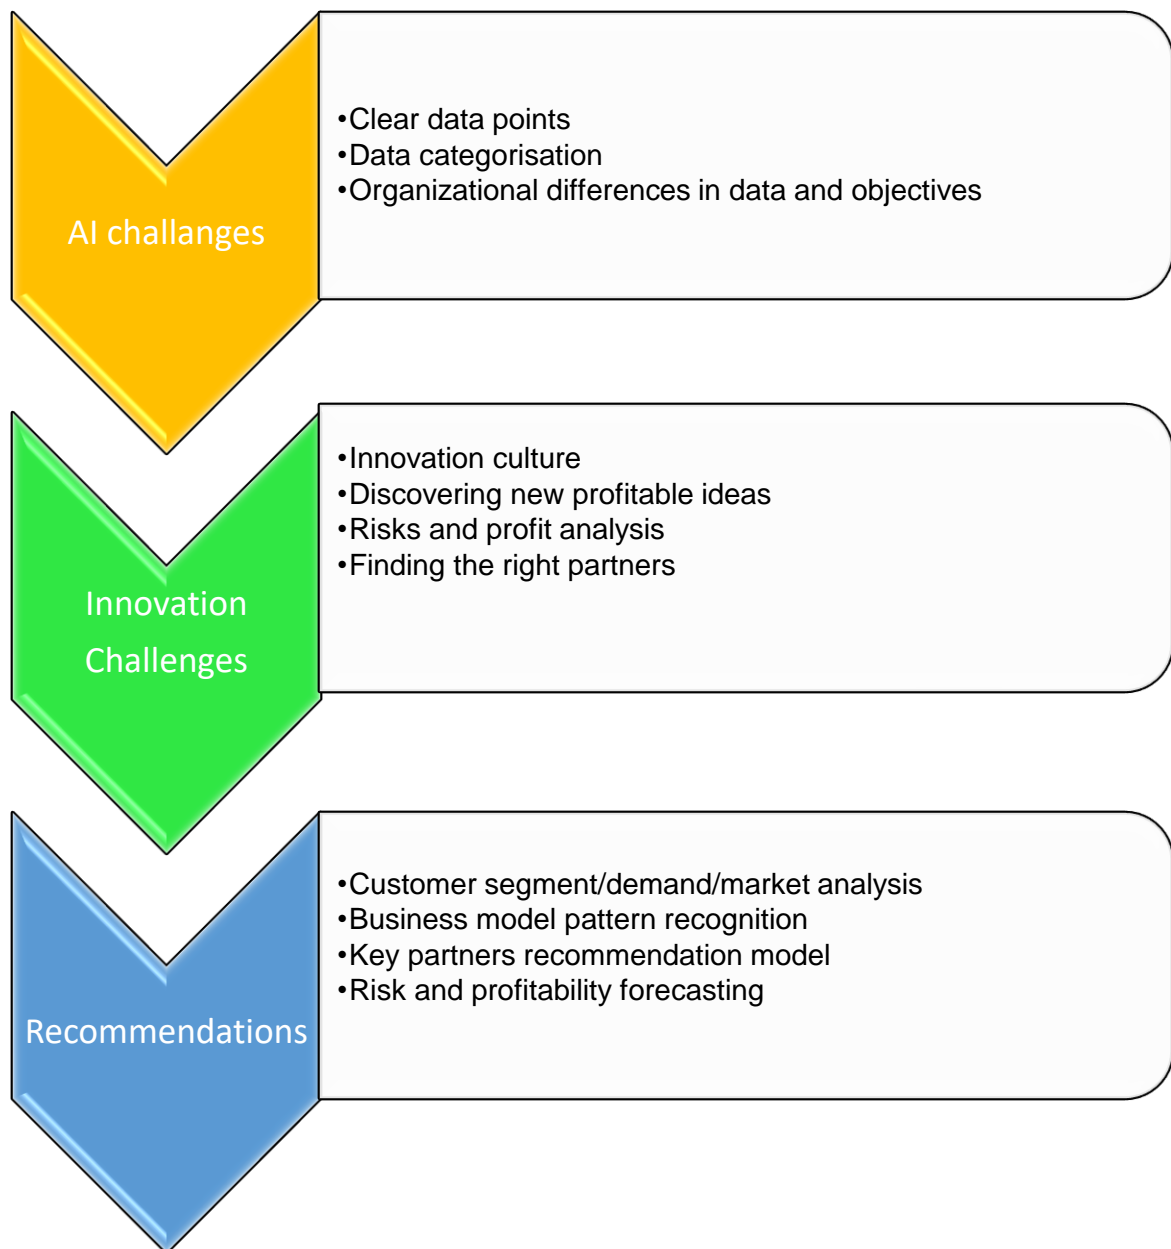 AI challanges
•Clear data points
•Data categorisation
•Organizational differences in data and objectives
Innovation
Challenges
•Innovation culture
•Discovering new profitable ideas
•Risks and profit analysis
•Finding the right partners
Recommendations
•Customer segment/demand/market analysis
•Business model pattern recognition
•Key partners recommendation model
•Risk and profitability forecasting